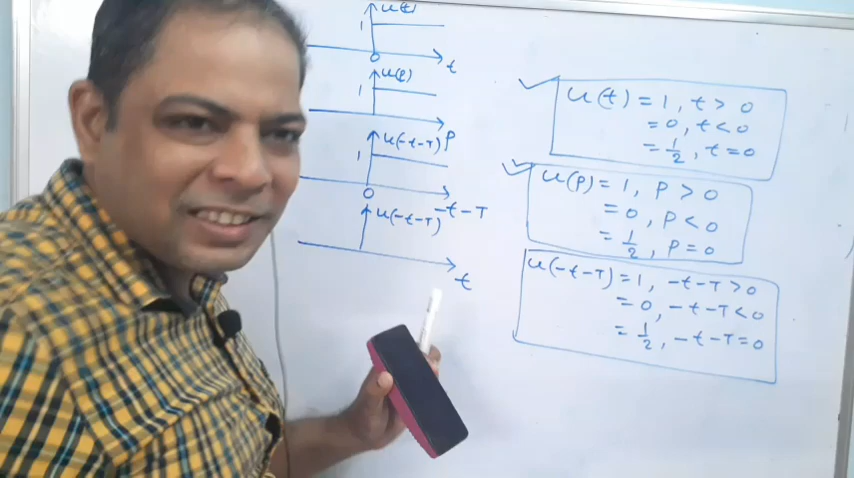 u(t)
1
0
t
u(p)
1
p
u(-t-T)
1
0
-t-T
u(-t-T)
t
u(t) = 1, t > 0
= 0, t < 0
= 1/2, t = 0
u(p) = 1, p > 0
= 0, p < 0
= 1/2, p = 0
u(-t-T) = 1, -t-T > 0
= 0, -t-T < 0
= 1/2, -t-T = 0